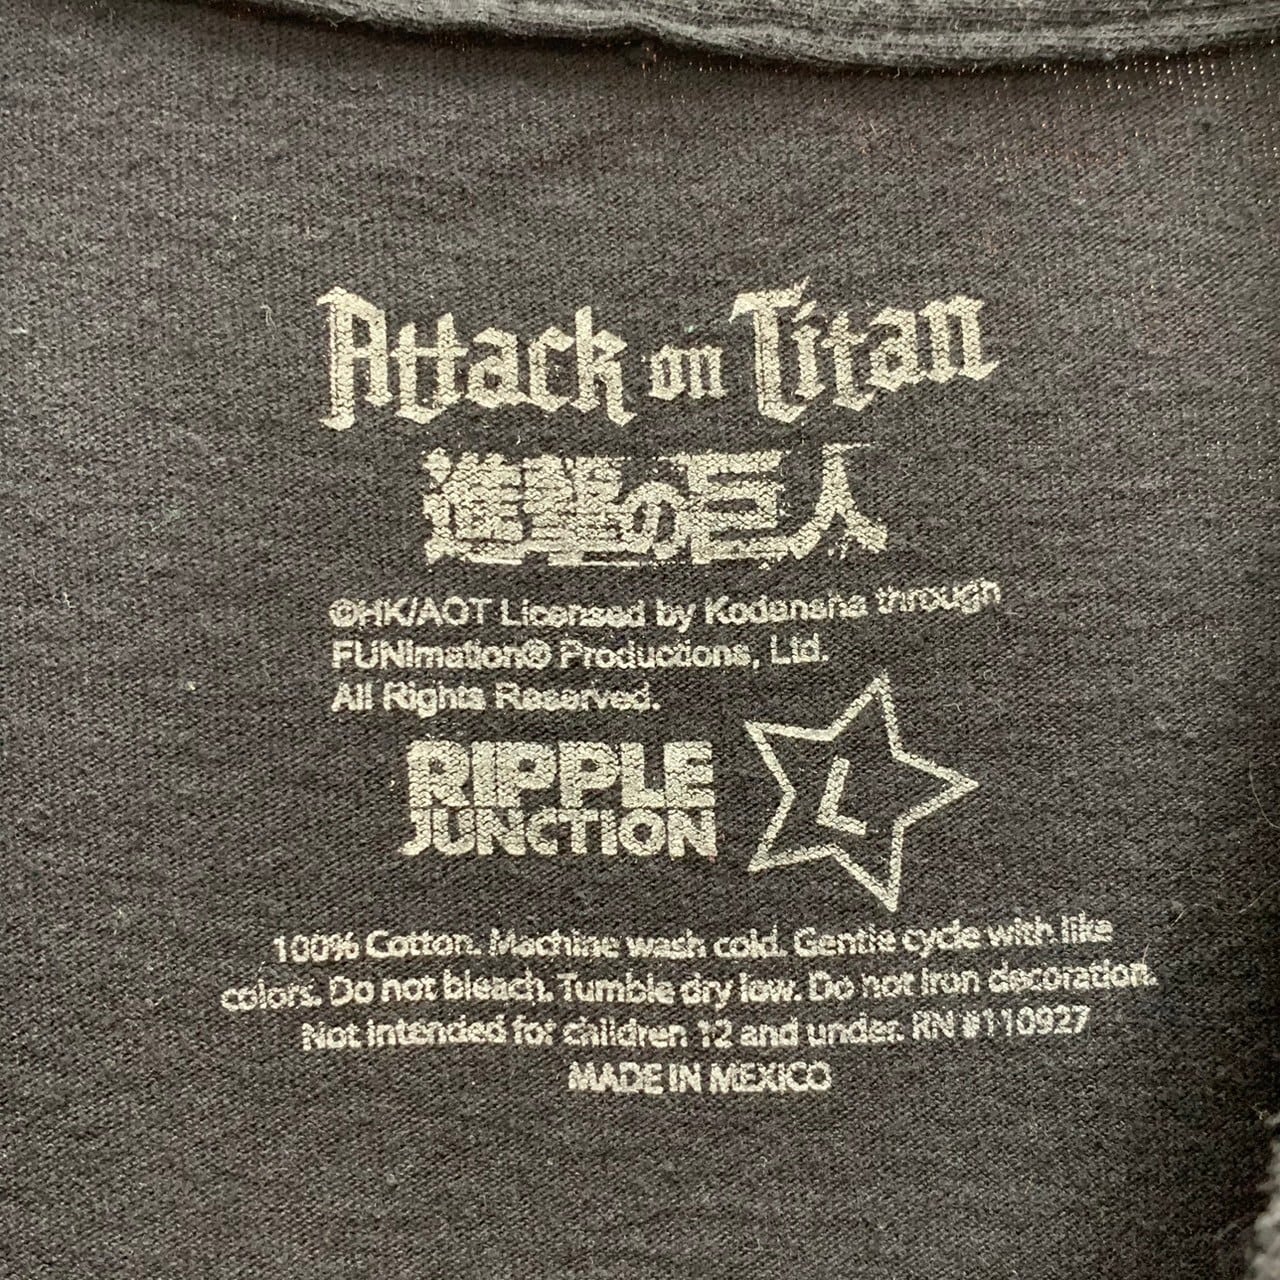 Attack on Titan
進撃の巨人
©HK/AOT Licensed by Kodansha through
FUNimation® Productions, Ltd.
All Rights Reserved.
RIPPLE
JUNCTION
L
100% Cotton. Machine wash cold. Gentle cycle with like
colors. Do not bleach. Tumble dry low. Do not iron decoration.
Not intended for children 12 and under. RN #110927
MADE IN MEXICO